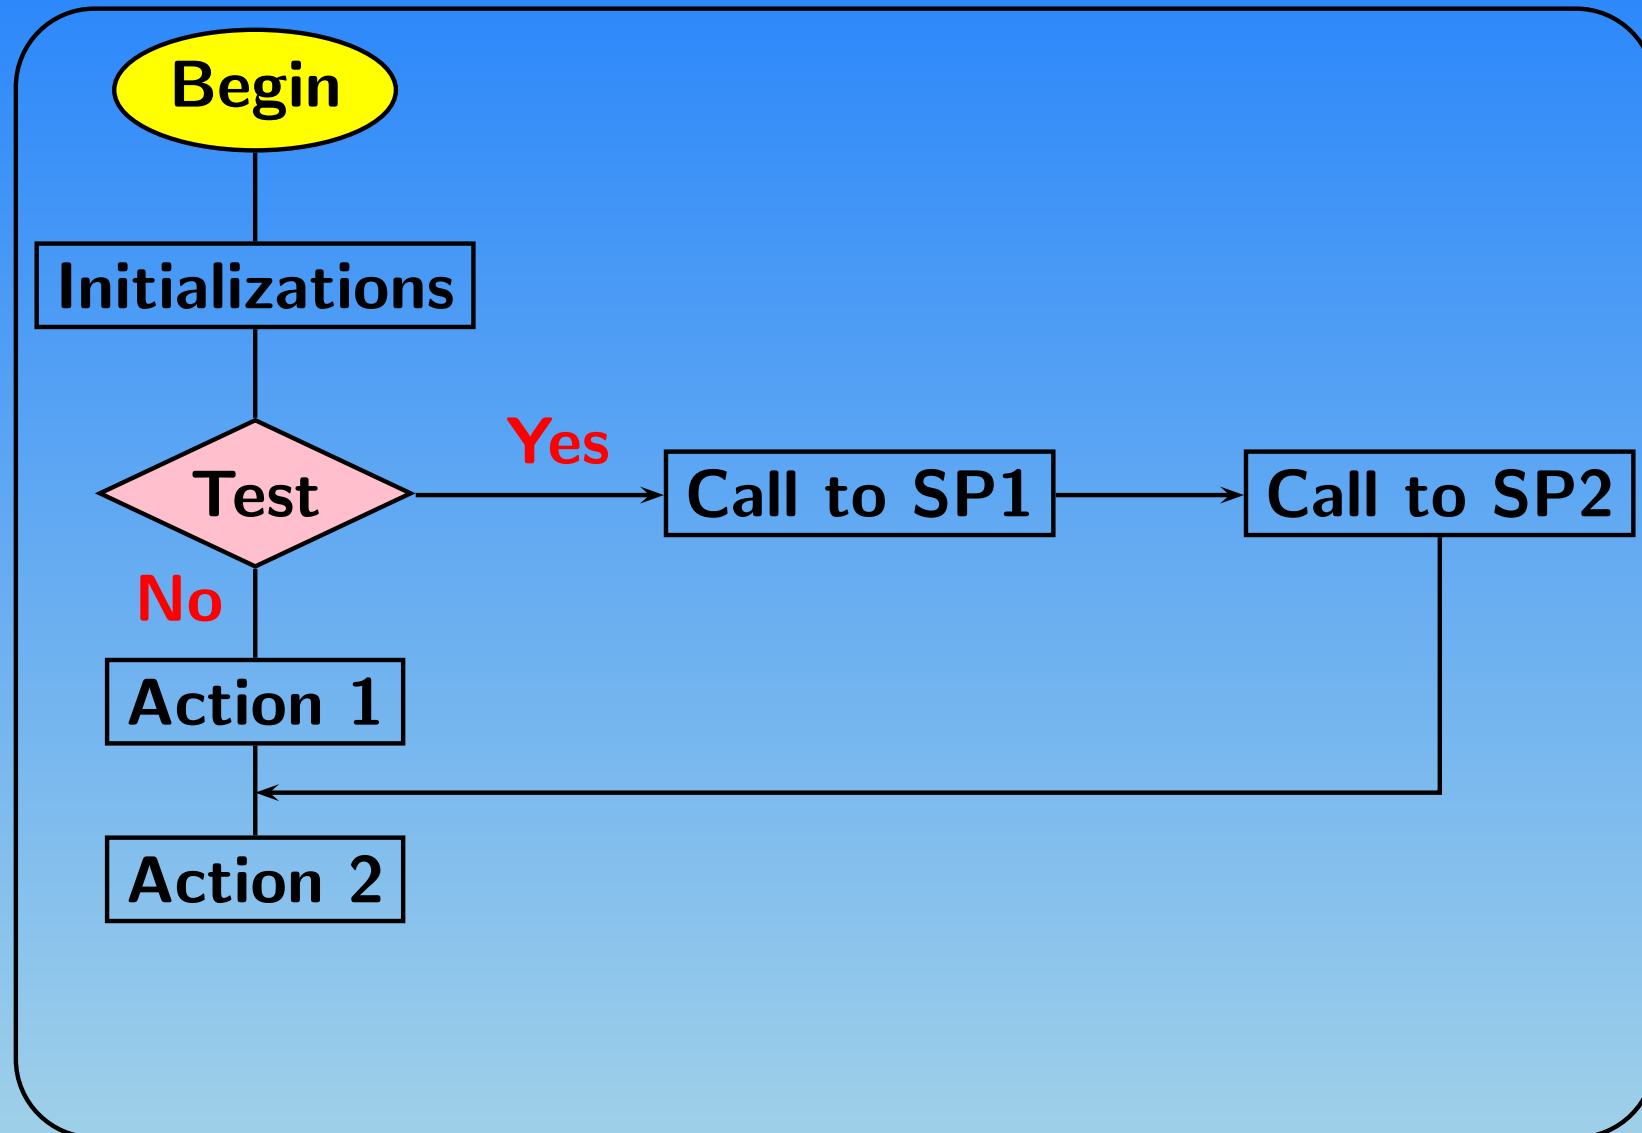 Begin
Initializations
Yes
Test
Call to SP1
Call to SP2
No
Action 1
Action 2